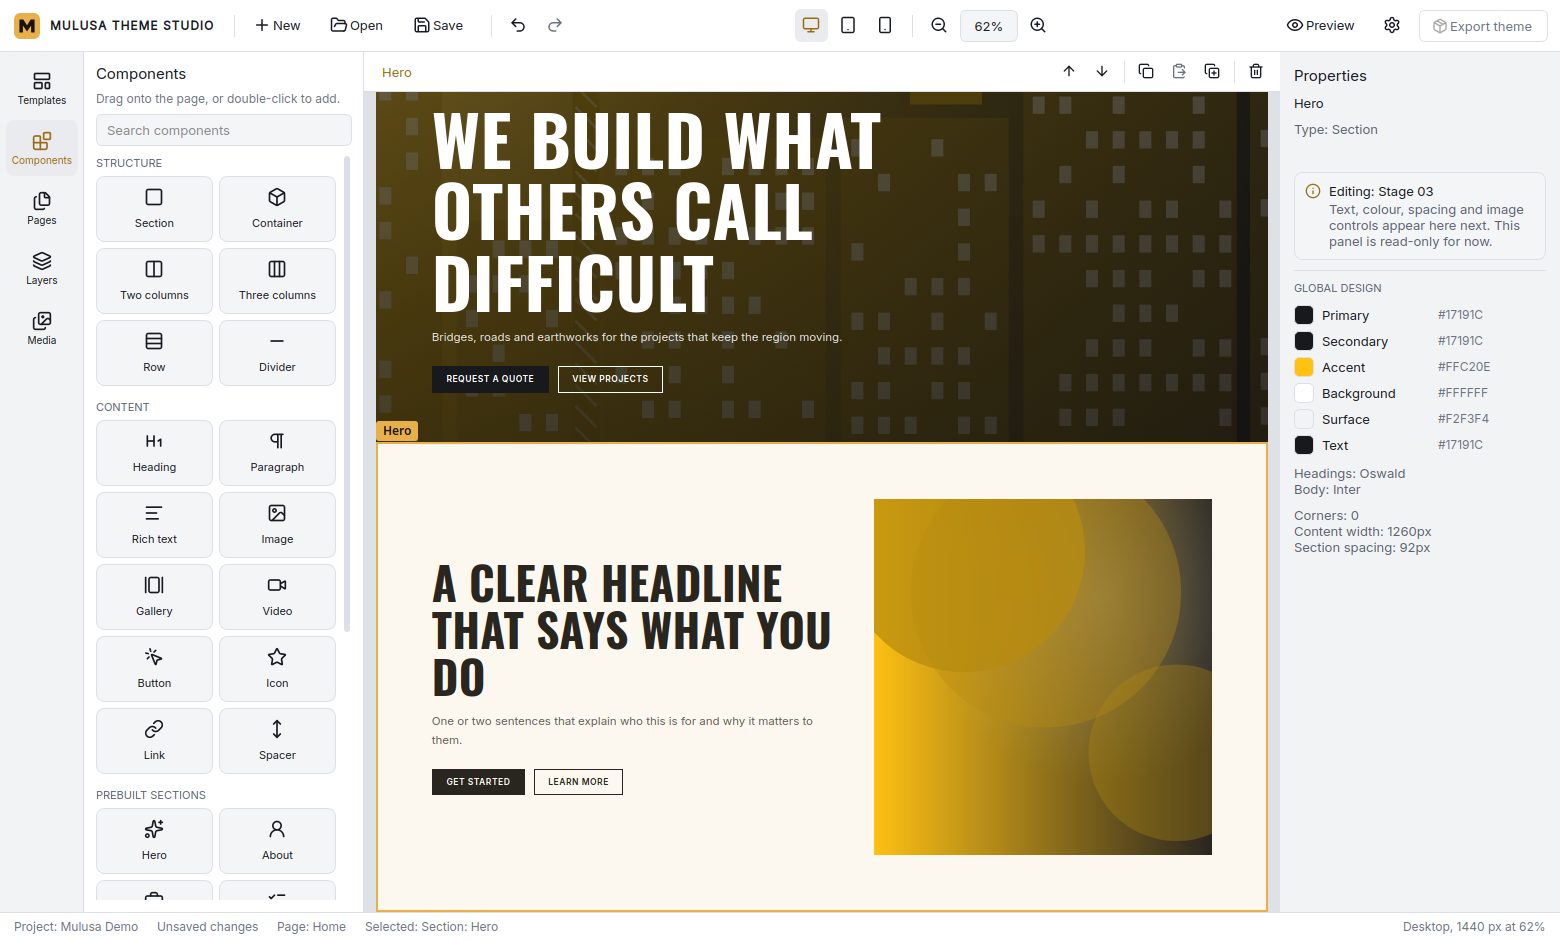 MULUSA THEME STUDIO
New
Open
Save
62%
Preview
Export theme
Templates
Components
Pages
Layers
Media
Components
Drag onto the page, or double-click to add.
Search components
STRUCTURE
Section
Container
Two columns
Three columns
Row
Divider
CONTENT
Heading
Paragraph
Rich text
Image
Gallery
Video
Button
Icon
Link
Spacer
PREBUILT SECTIONS
Hero
About
Hero
WE BUILD WHAT
OTHERS CALL
DIFFICULT
Bridges, roads and earthworks for the projects that keep the region moving.
REQUEST A QUOTE
VIEW PROJECTS
Hero
A CLEAR HEADLINE
THAT SAYS WHAT YOU
DO
One or two sentences that explain who this is for and why it matters to
them.
GET STARTED
LEARN MORE
Properties
Hero
Type: Section
Editing: Stage 03
Text, colour, spacing and image
controls appear here next. This
panel is read-only for now.
GLOBAL DESIGN
Primary #17191C
Secondary #17191C
Accent #FFC20E
Background #FFFFFF
Surface #F2F3F4
Text #17191C
Headings: Oswald
Body: Inter
Corners: 0
Content width: 1260px
Section spacing: 92px
Project: Mulusa Demo
Unsaved changes
Page: Home
Selected: Section: Hero
Desktop, 1440 px at 62%